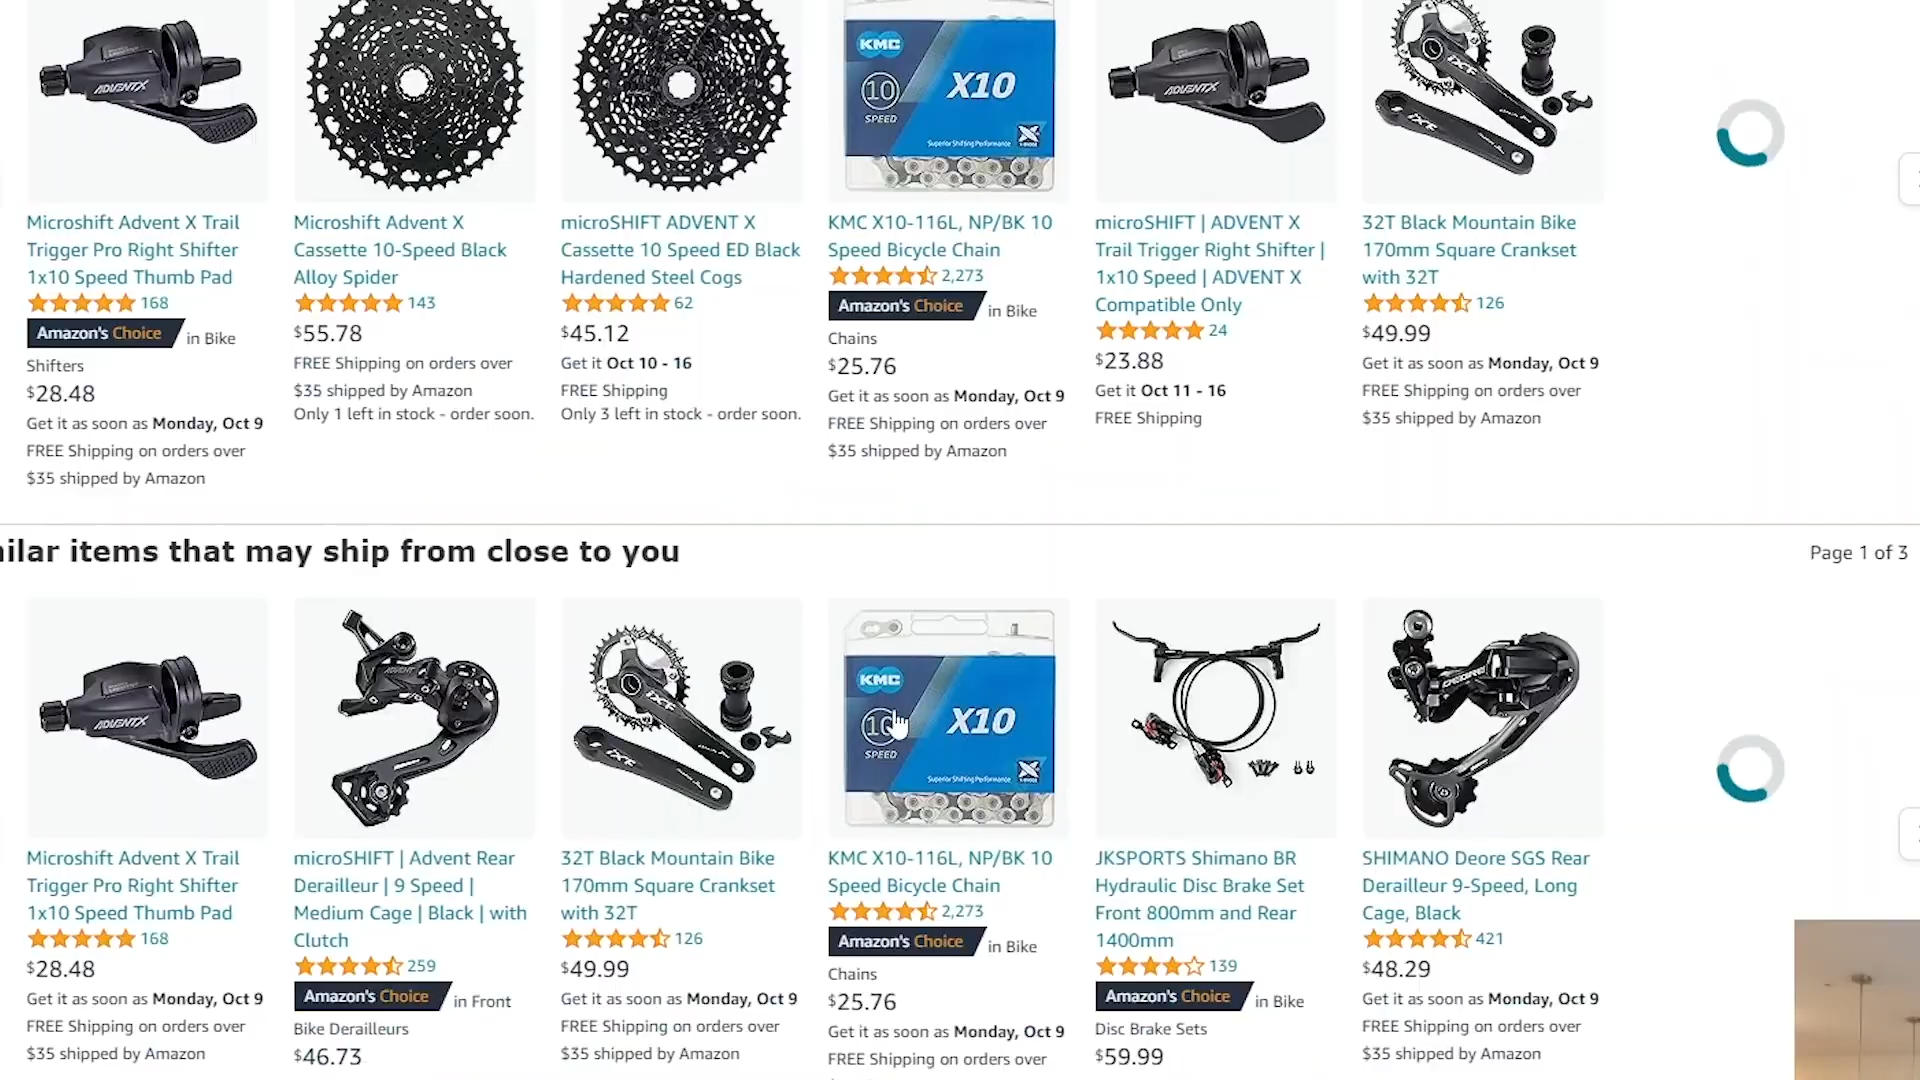 ADVENTX
KMC
10
SPEED
X10
Superior Shifting Performance
ADVENTX
iXF
iXF
Microshift Advent X Trail
Trigger Pro Right Shifter
1x10 Speed Thumb Pad
168
Amazon's Choice in Bike
Shifters
$28.48
Get it as soon as Monday, Oct 9
FREE Shipping on orders over
$35 shipped by Amazon
Microshift Advent X
Cassette 10-Speed Black
Alloy Spider
143
$55.78
FREE Shipping on orders over
$35 shipped by Amazon
Only 1 left in stock - order soon.
microSHIFT ADVENT X
Cassette 10 Speed ED Black
Hardened Steel Cogs
62
$45.12
Get it Oct 10 - 16
FREE Shipping
Only 3 left in stock - order soon.
KMC X10-116L, NP/BK 10
Speed Bicycle Chain
2,273
Amazon's Choice in Bike
Chains
$25.76
Get it as soon as Monday, Oct 9
FREE Shipping on orders over
$35 shipped by Amazon
microSHIFT | ADVENT X
Trail Trigger Right Shifter |
1x10 Speed | ADVENT X
Compatible Only
24
$23.88
Get it Oct 11 - 16
FREE Shipping
32T Black Mountain Bike
170mm Square Crankset
with 32T
126
$49.99
Get it as soon as Monday, Oct 9
FREE Shipping on orders over
$35 shipped by Amazon
ilar items that may ship from close to you
Page 1 of 3
ADVENTX
iXF
iXF
KMC
10
SPEED
X10
Superior Shifting Performance
DEORE
Microshift Advent X Trail
Trigger Pro Right Shifter
1x10 Speed Thumb Pad
168
$28.48
Get it as soon as Monday, Oct 9
FREE Shipping on orders over
$35 shipped by Amazon
microSHIFT | Advent Rear
Derailleur | 9 Speed |
Medium Cage | Black | with
Clutch
259
Amazon's Choice in Front
Bike Derailleurs
$46.73
32T Black Mountain Bike
170mm Square Crankset
with 32T
126
$49.99
Get it as soon as Monday, Oct 9
FREE Shipping on orders over
$35 shipped by Amazon
KMC X10-116L, NP/BK 10
Speed Bicycle Chain
2,273
Amazon's Choice in Bike
Chains
$25.76
Get it as soon as Monday, Oct 9
FREE Shipping on orders over
JKSPORTS Shimano BR
Hydraulic Disc Brake Set
Front 800mm and Rear
1400mm
139
Amazon's Choice in Bike
Disc Brake Sets
$59.99
SHIMANO Deore SGS Rear
Derailleur 9-Speed, Long
Cage, Black
421
$48.29
Get it as soon as Monday, Oct 9
FREE Shipping on orders over
$35 shipped by Amazon